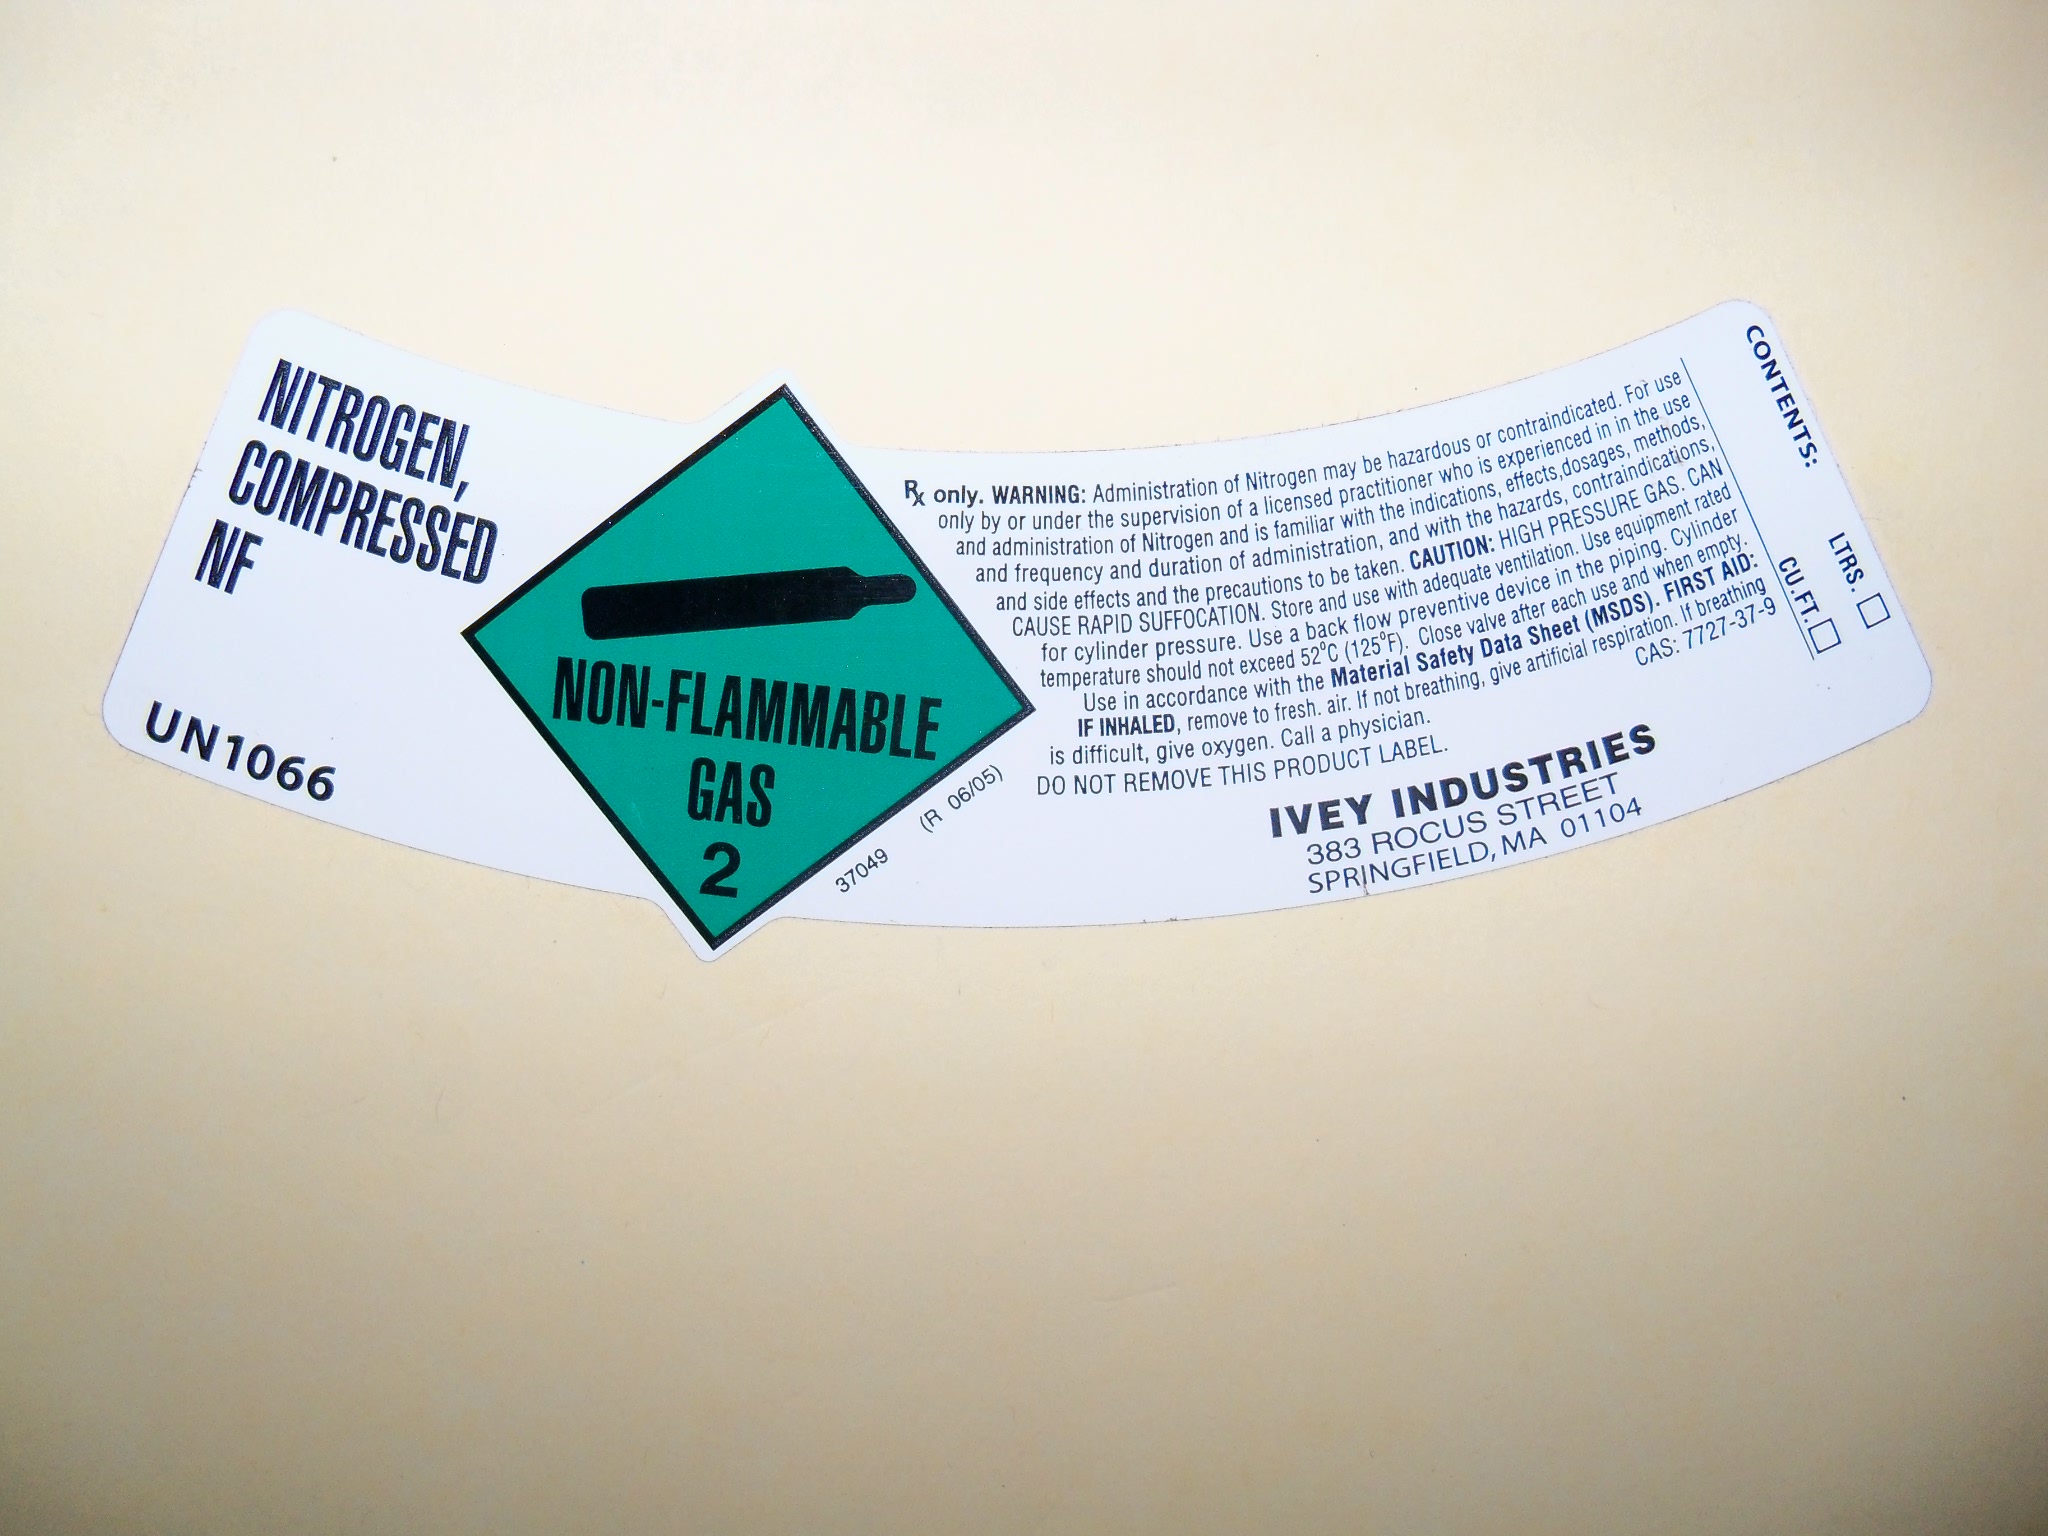 NITROGEN,
COMPRESSED
NF
UN1066
NON-FLAMMABLE
GAS
2
37049 (R 06/05)
Rx only. WARNING: Administration of Nitrogen may be hazardous or contraindicated. For use
only by or under the supervision of a licensed practitioner who is experienced in in the use
and administration of Nitrogen and is familiar with the indications, effects,dosages, methods,
and frequency and duration of administration, and with the hazards, contraindications,
and side effects and the precautions to be taken. CAUTION: HIGH PRESSURE GAS. CAN
CAUSE RAPID SUFFOCATION. Store and use with adequate ventilation. Use equipment rated
for cylinder pressure. Use a back flow preventive device in the piping. Cylinder
temperature should not exceed 52°C (125°F). Close valve after each use and when empty.
Use in accordance with the Material Safety Data Sheet (MSDS). FIRST AID:
IF INHALED, remove to fresh. air. If not breathing, give artificial respiration. If breathing
is difficult, give oxygen. Call a physician. CAS: 7727-37-9
DO NOT REMOVE THIS PRODUCT LABEL.
IVEY INDUSTRIES
383 ROCUS STREET
SPRINGFIELD, MA 01104
CONTENTS:
LTRS. □
CU.FT. □